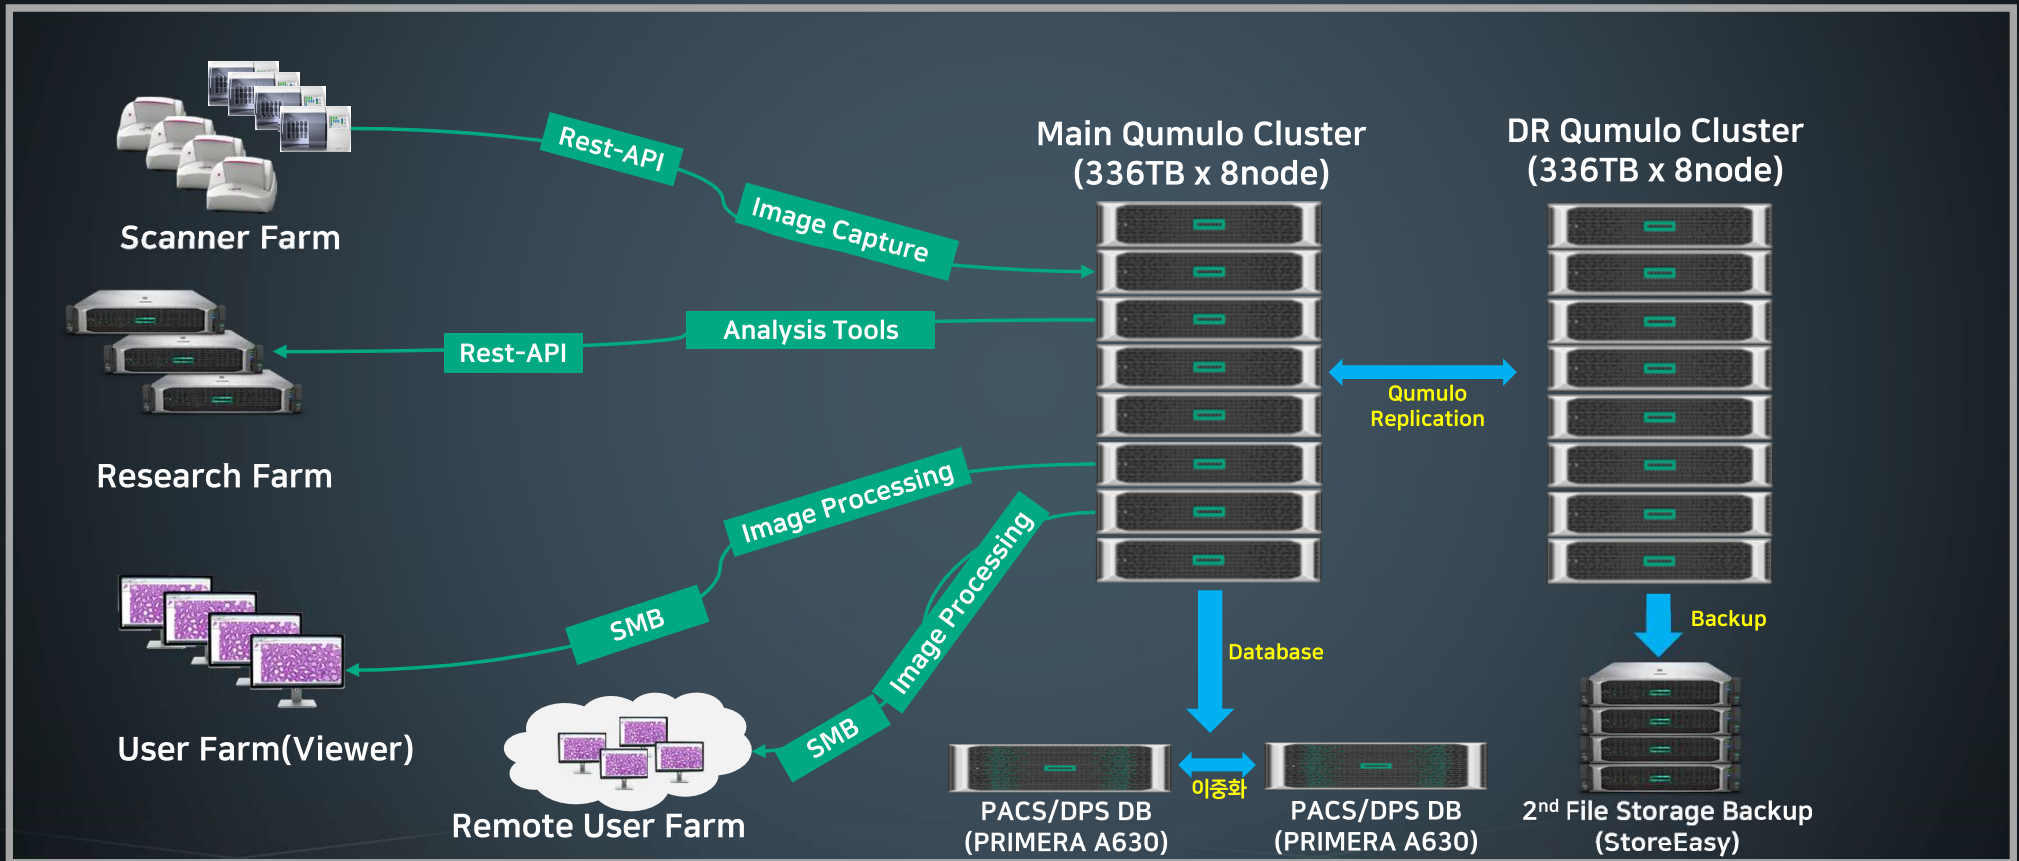 Main Qumulo Cluster
(336TB x 8node)
DR Qumulo Cluster
(336TB x 8node)
Rest-API
Image Capture
Scanner Farm
Analysis Tools
Rest-API
Research Farm
Qumulo
Replication
Image Processing
SMB
User Farm(Viewer)
Image Processing
SMB
Remote User Farm
Database
Backup
이중화
PACS/DPS DB
(PRIMERA A630)
PACS/DPS DB
(PRIMERA A630)
2nd File Storage Backup
(StoreEasy)